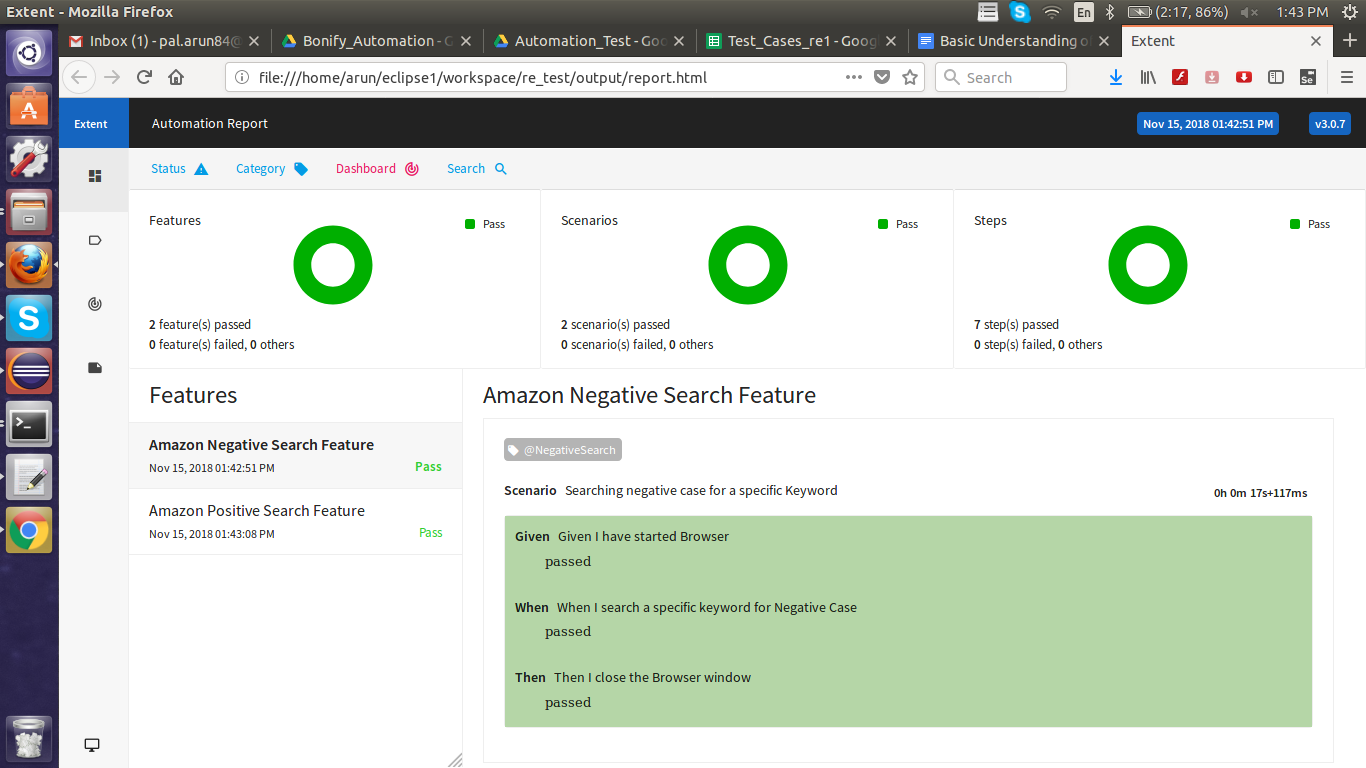 Extent - Mozilla Firefox
En (2:17, 86%) 1:43 PM
Inbox (1) - pal.arun84@ Bonify_Automation - G Automation_Test - Goo Test_Cases_re1 - Goog Basic Understanding o Extent
file:///home/arun/eclipse1/workspace/re_test/output/report.html Search
Extent Automation Report Nov 15, 2018 01:42:51 PM v3.0.7
Status Category Dashboard Search
Features Pass
2 feature(s) passed
0 feature(s) failed, 0 others
Scenarios Pass
2 scenario(s) passed
0 scenario(s) failed, 0 others
Steps Pass
7 step(s) passed
0 step(s) failed, 0 others
Features
Amazon Negative Search Feature
Nov 15, 2018 01:42:51 PM Pass
Amazon Positive Search Feature
Nov 15, 2018 01:43:08 PM Pass
Amazon Negative Search Feature
@NegativeSearch
Scenario Searching negative case for a specific Keyword 0h 0m 17s+117ms
Given Given I have started Browser
passed
When When I search a specific keyword for Negative Case
passed
Then Then I close the Browser window
passed